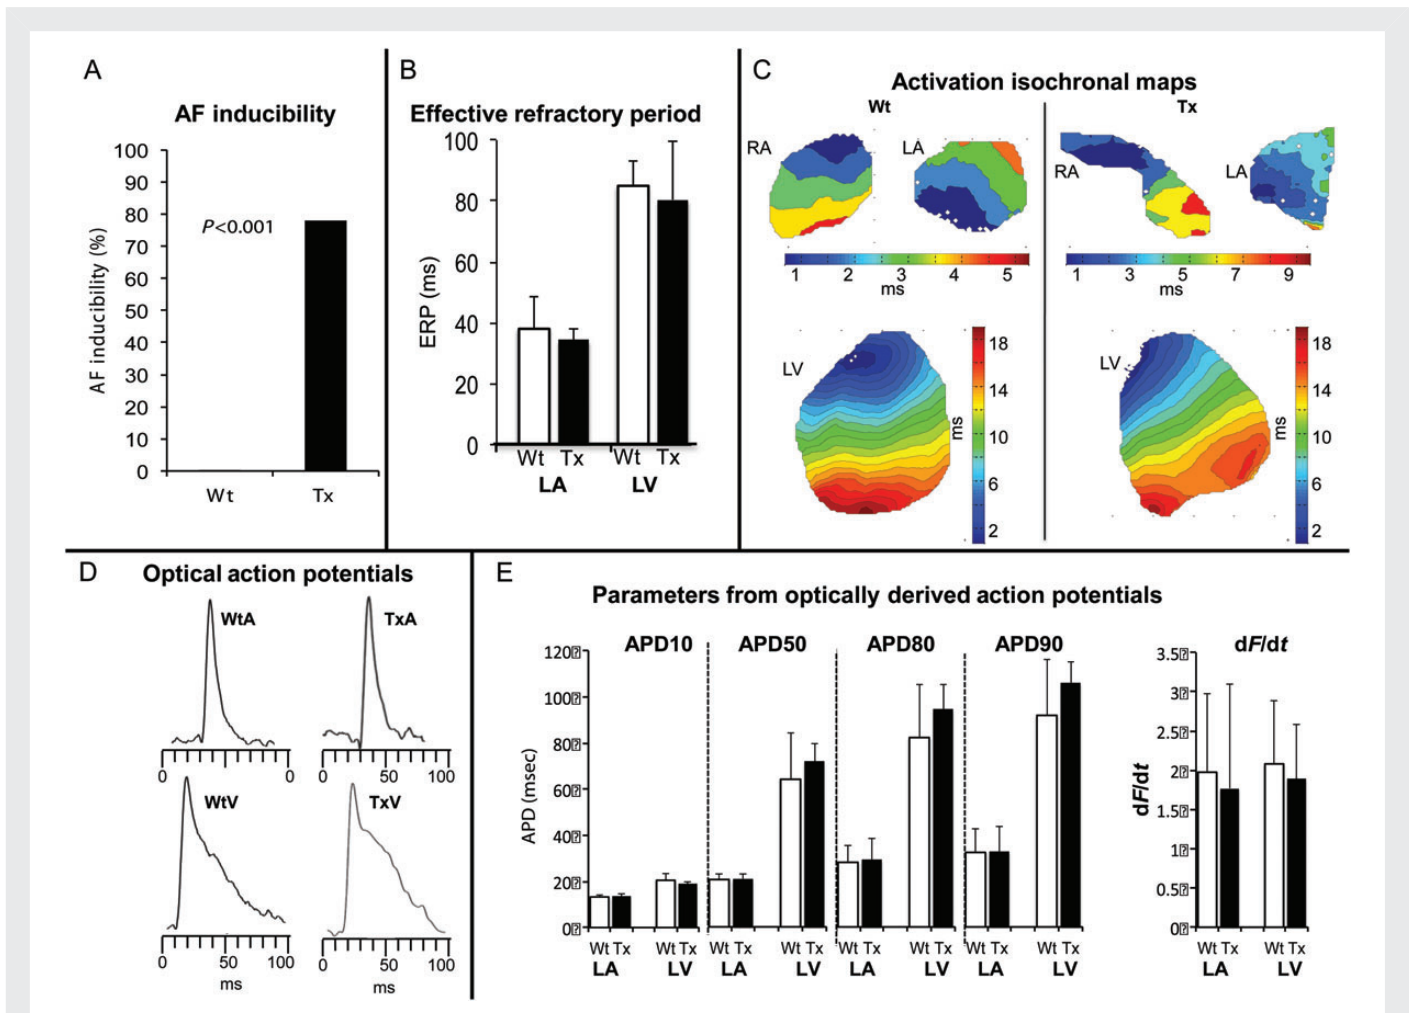 A
AF inducibility
AF inducibility (%)
100
90
80
70
60
50
40
30
20
10
0
P<0.001
Wt Tx
B
Effective refractory period
ERP (ms)
100
80
60
40
20
0
Wt Tx Wt Tx
LA LV
C
Activation isochronal maps
Wt Tx
RA LA RA LA
1 2 3 4 5
ms
1 3 5 7 9
ms
LV
18
14
10
6
2
ms
LV
18
14
10
6
2
ms
D
Optical action potentials
WtA
0 0
TxA
0 50 100
WtV
0 50 100
ms
TxV
0 50 100
ms
E
Parameters from optically derived action potentials
APD10 APD50 APD80 APD90
APD (msec)
120
100
80
60
40
20
0
Wt Tx Wt Tx Wt Tx Wt Tx Wt Tx Wt Tx Wt Tx Wt Tx
LA LV LA LV LA LV LA LV
dF/dt
dF/dt
3.5
3
2.5
2
1.5
1
0.5
0
Wt Tx Wt Tx
LA LV